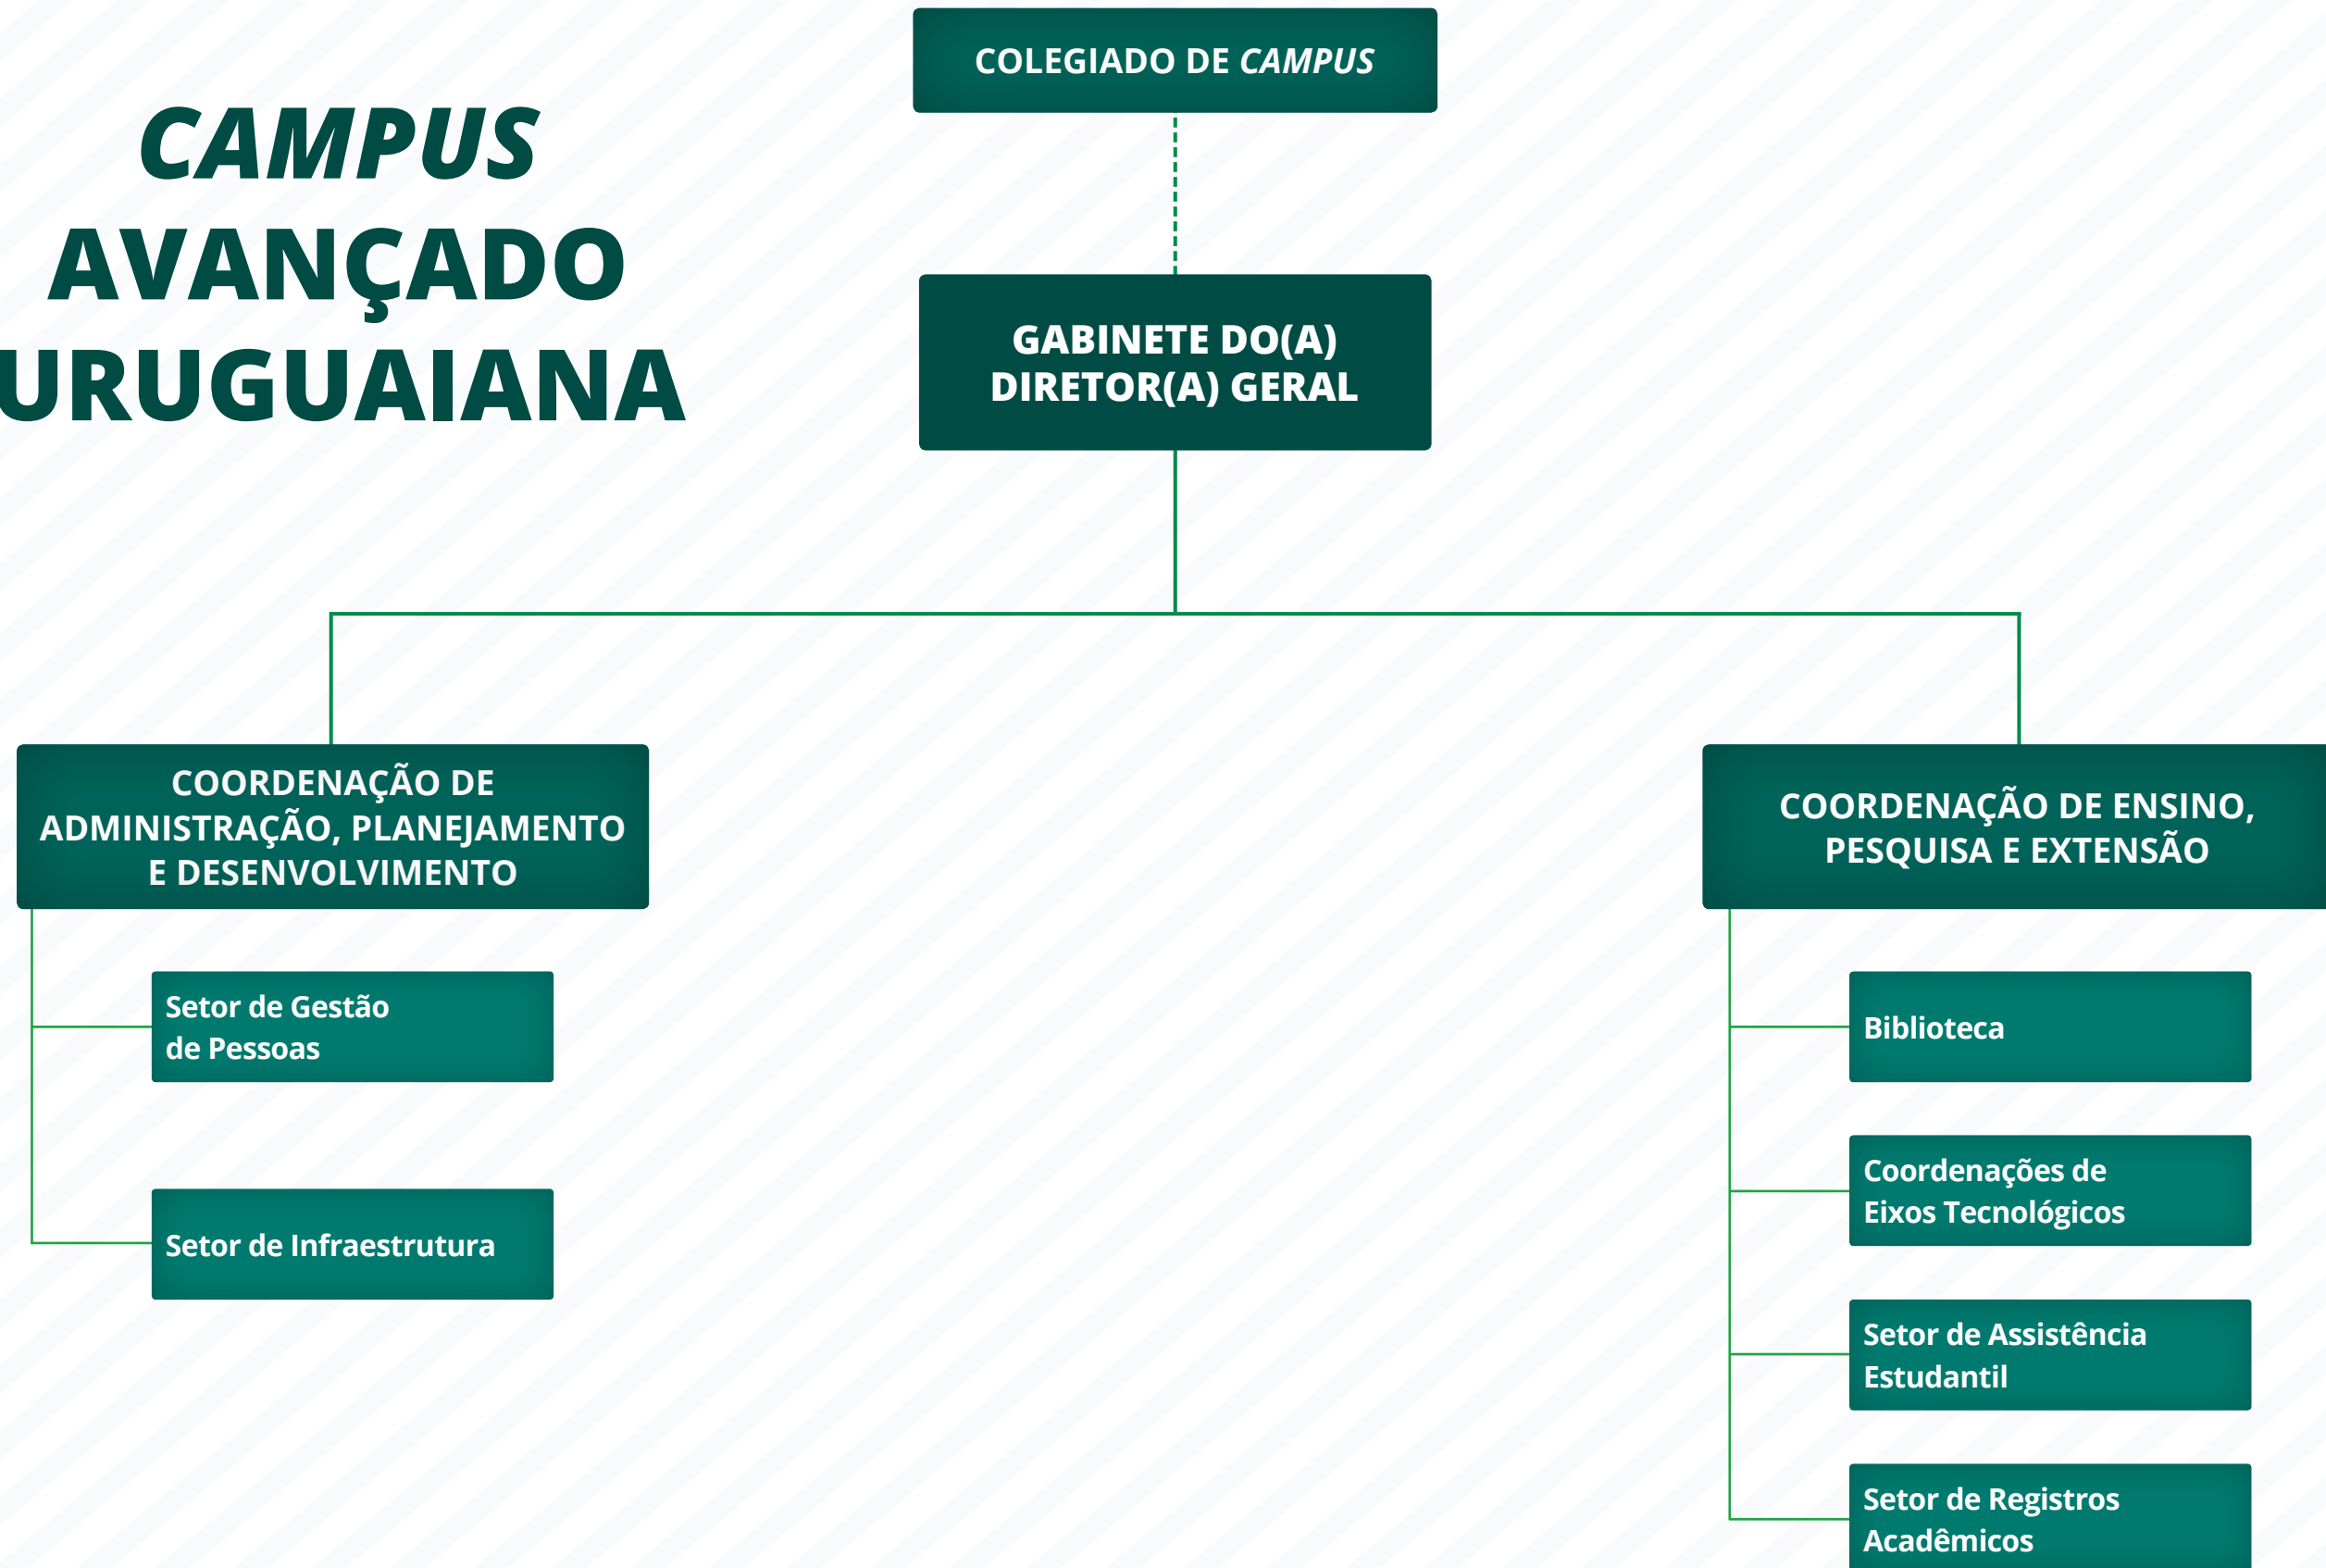 CAMPUS
AVANÇADO
URUGUAIANA
COLEGIADO DE CAMPUS
GABINETE DO(A)
DIRETOR(A) GERAL
COORDENAÇÃO DE
ADMINISTRAÇÃO, PLANEJAMENTO
E DESENVOLVIMENTO
Setor de Gestão
de Pessoas
Setor de Infraestrutura
COORDENAÇÃO DE ENSINO,
PESQUISA E EXTENSÃO
Biblioteca
Coordenações de
Eixos Tecnológicos
Setor de Assistência
Estudantil
Setor de Registros
Acadêmicos